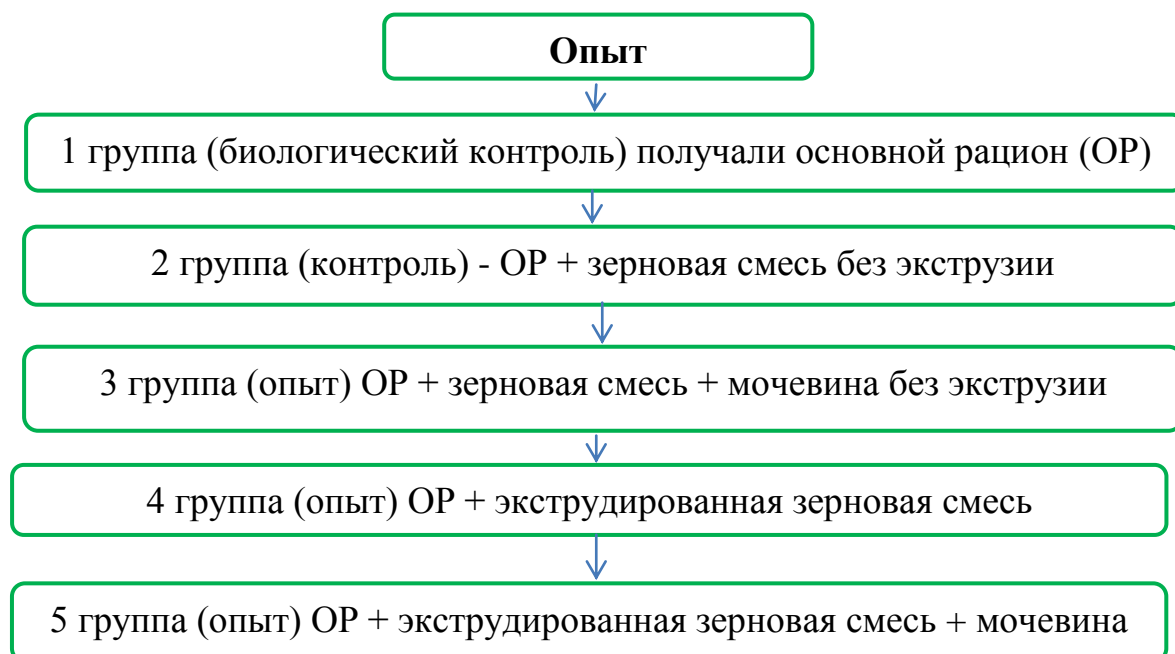 Опыт
1 группа (биологический контроль) получали основной рацион (ОР)
2 группа (контроль) - ОР + зерновая смесь без экструзии
3 группа (опыт) ОР + зерновая смесь + мочевина без экструзии
4 группа (опыт) ОР + экструдированная зерновая смесь
5 группа (опыт) ОР + экструдированная зерновая смесь + мочевина